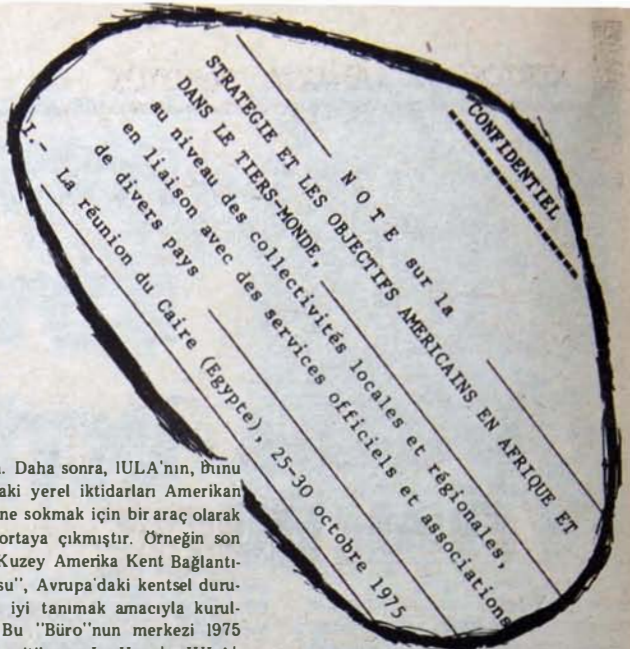 CONFIDENTIEL
N O T E sur la
STRATEGIE ET LES OBJECTIFS AMERICAINS EN AFRIQUE ET
DANS LE TIERS-MONDE,
au niveau des collectivités locales et régionales,
en liaison avec des services officiels et associations
de divers pays
I.- La réunion du Caire (Egypte), 25-30 octobre 1975
Daha sonra, IULA'nın, bunu
aki yerel iktidarları Amerikan
ne sokmak için bir araç olarak
ortaya çıkmıştır. Örneğin son
Kuzey Amerika Kent Bağlantı-
su", Avrupa'daki kentsel duru-
iyi tanımak amacıyla kurul-
Bu "Büro"nun merkezi 1975